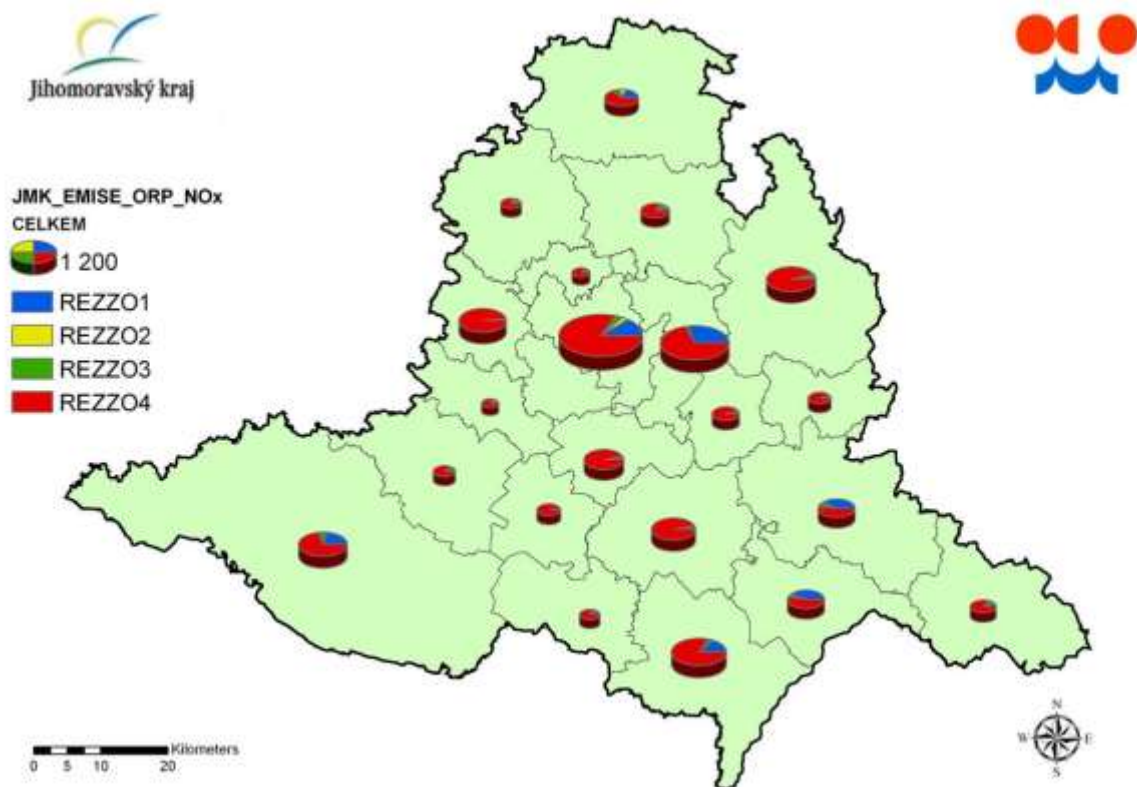 Jihomoravský kraj
JMK_EMISE_ORP_NOx
CELKEM
1 200
REZZO1
REZZO2
REZZO3
REZZO4
Kilometers
0 5 10 20
N
W E
S